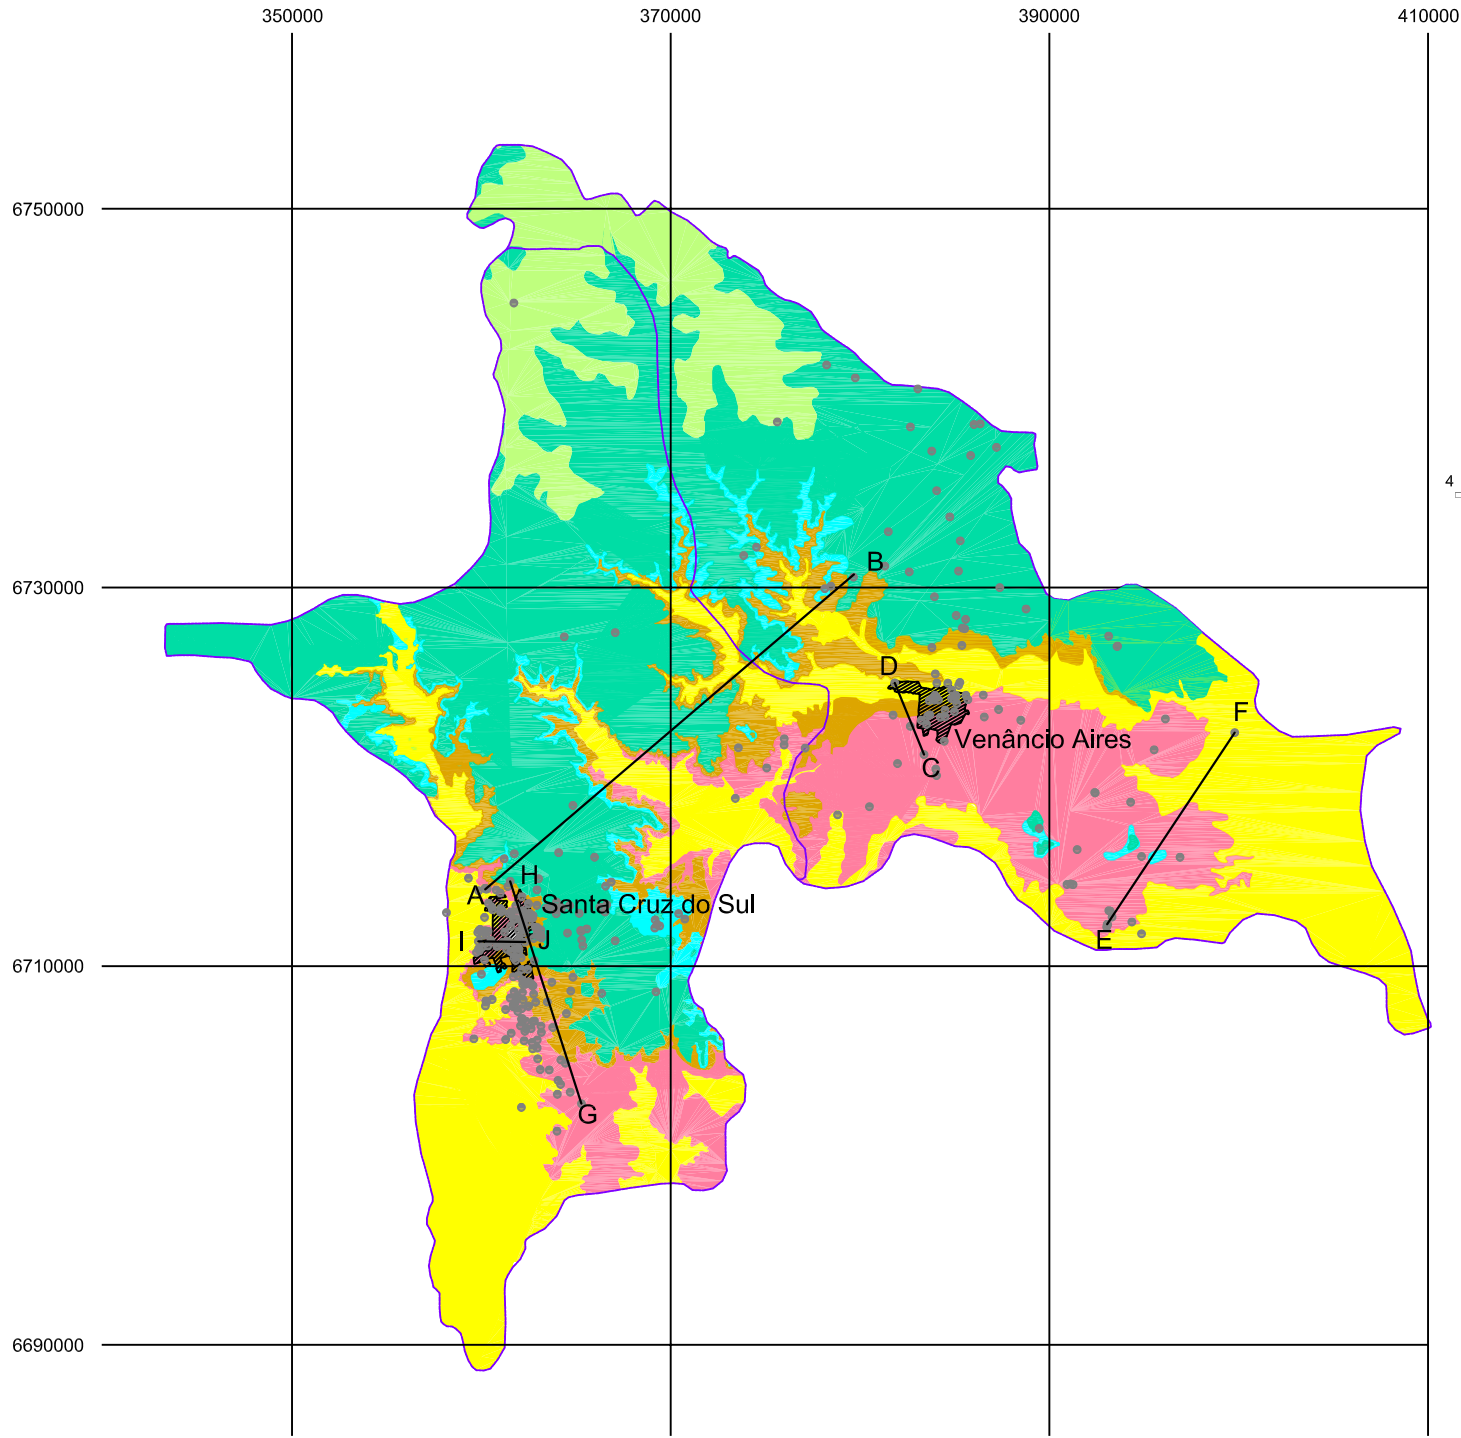 350000 370000 390000 410000
6750000
4
B
6730000
D
F
Venâncio Aires
C
H
A
Santa Cruz do Sul
I J E
6710000
G
6690000